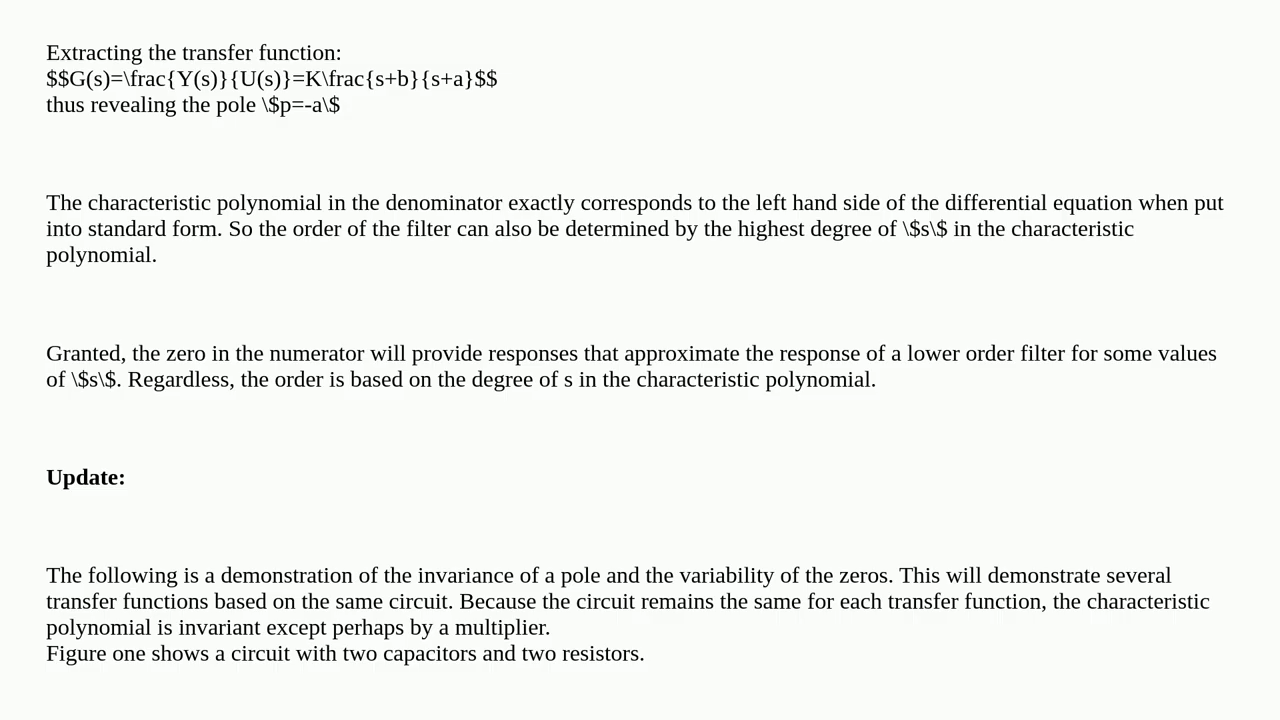 Extracting the transfer function:
$$G(s)=\frac{Y(s)}{U(s)}=K\frac{s+b}{s+a}$$
thus revealing the pole \$p=-a\$
The characteristic polynomial in the denominator exactly corresponds to the left hand side of the differential equation when put
into standard form. So the order of the filter can also be determined by the highest degree of \$s\$ in the characteristic
polynomial.
Granted, the zero in the numerator will provide responses that approximate the response of a lower order filter for some values
of \$s\$. Regardless, the order is based on the degree of s in the characteristic polynomial.
Update:
The following is a demonstration of the invariance of a pole and the variability of the zeros. This will demonstrate several
transfer functions based on the same circuit. Because the circuit remains the same for each transfer function, the characteristic
polynomial is invariant except perhaps by a multiplier.
Figure one shows a circuit with two capacitors and two resistors.